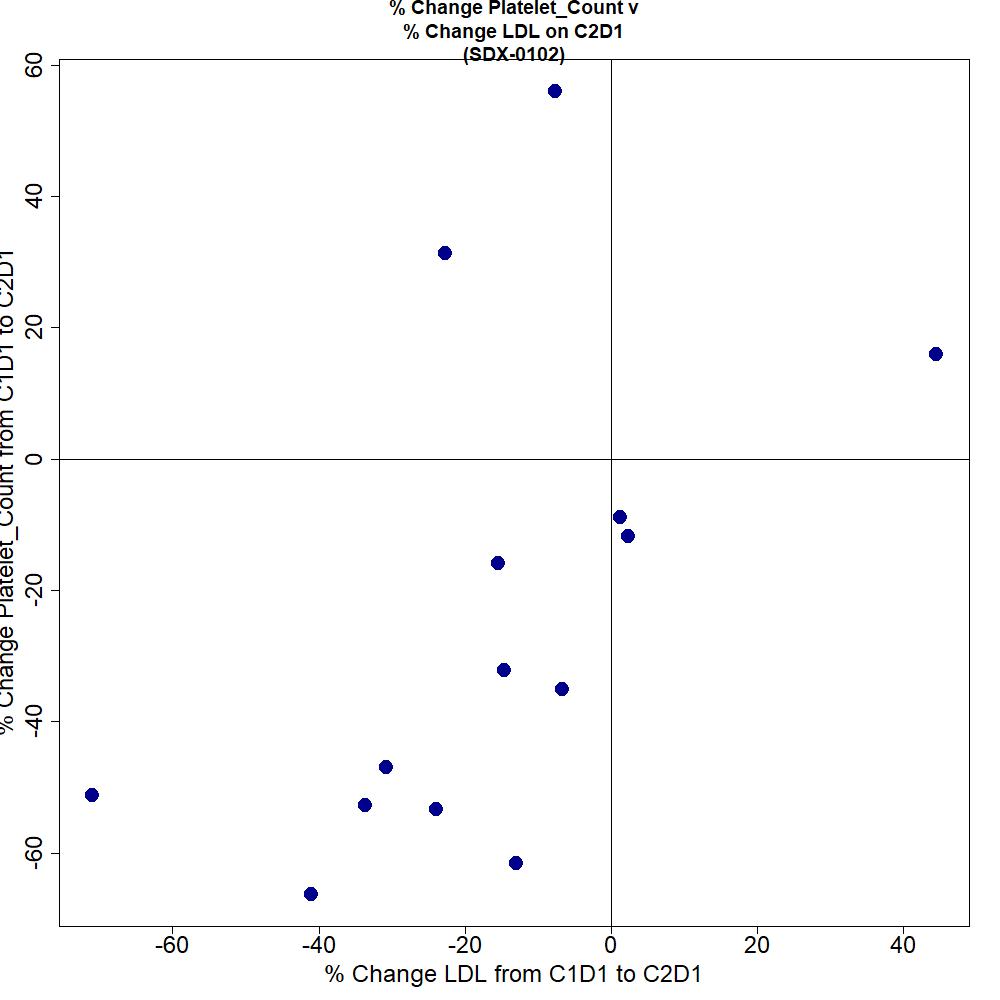 % Change Platelet_Count v
% Change LDL on C2D1
(SDX-0102)
% Change Platelet_Count from C1D1 to C2D1
60
40
20
0
-20
-40
-60
-60
-40
-20
0
20
40
% Change LDL from C1D1 to C2D1